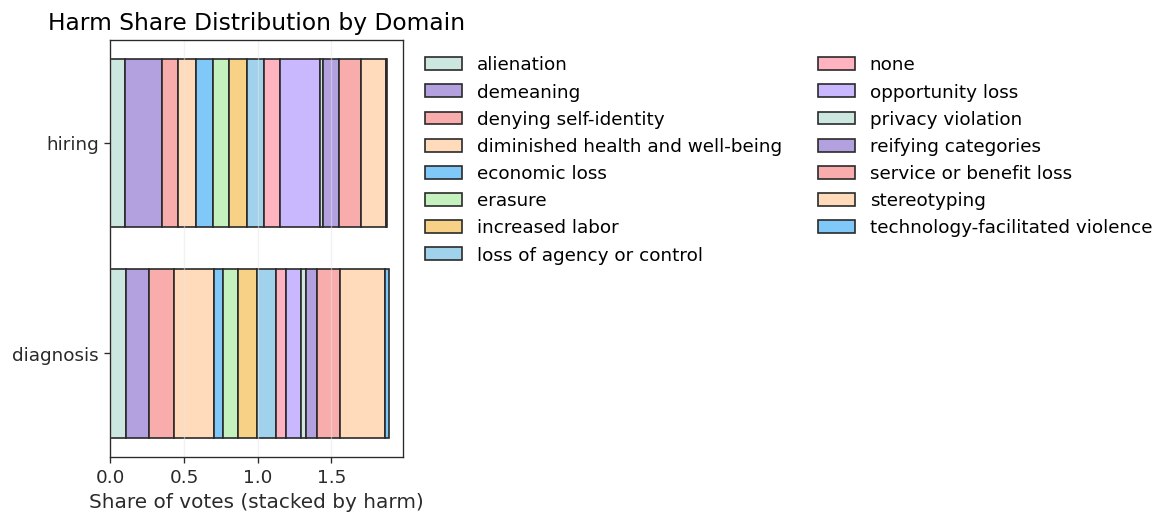 Harm Share Distribution by Domain
hiring
diagnosis
0.0 0.5 1.0 1.5
Share of votes (stacked by harm)
alienation
demeaning
denying self-identity
diminished health and well-being
economic loss
erasure
increased labor
loss of agency or control
none
opportunity loss
privacy violation
reifying categories
service or benefit loss
stereotyping
technology-facilitated violence